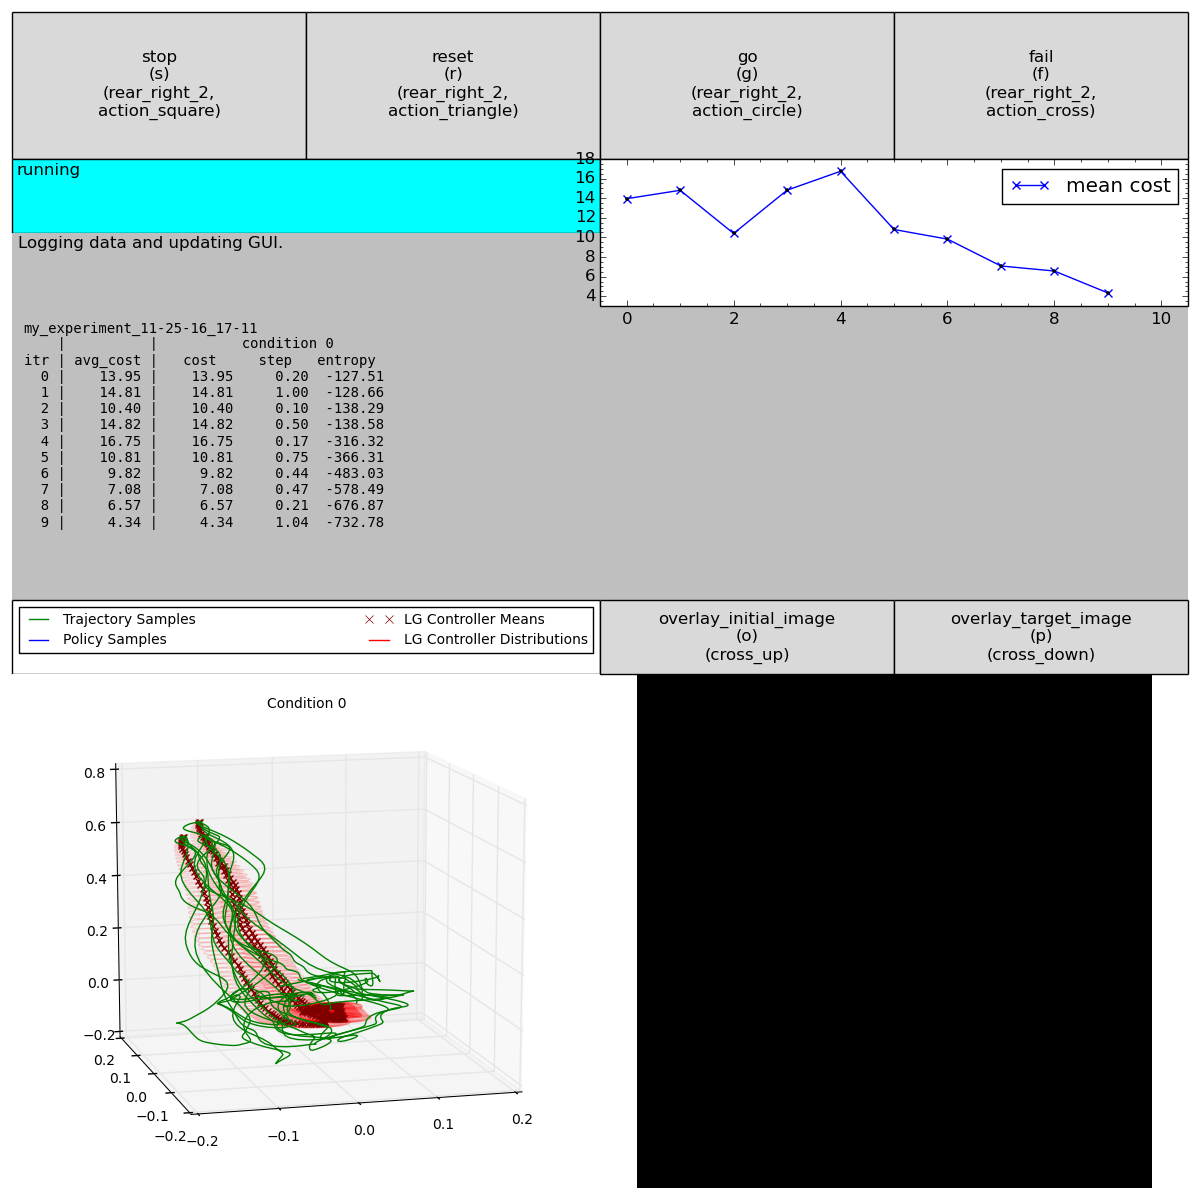 stop
(s)
(rear_right_2,
action_square)
reset
(r)
(rear_right_2,
action_triangle)
go
(g)
(rear_right_2,
action_circle)
fail
(f)
(rear_right_2,
action_cross)
running
18
16
14
12
10
8
6
4
mean cost
0 2 4 6 8 10
Logging data and updating GUI.
my_experiment_11-25-16_17-11
| | condition 0
itr | avg_cost | cost step entropy
0 | 13.95 | 13.95 0.20 -127.51
1 | 14.81 | 14.81 1.00 -128.66
2 | 10.40 | 10.40 0.10 -138.29
3 | 14.82 | 14.82 0.50 -138.58
4 | 16.75 | 16.75 0.17 -316.32
5 | 10.81 | 10.81 0.75 -366.31
6 | 9.82 | 9.82 0.44 -483.03
7 | 7.08 | 7.08 0.47 -578.49
8 | 6.57 | 6.57 0.21 -676.87
9 | 4.34 | 4.34 1.04 -732.78
Trajectory Samples
Policy Samples
LG Controller Means
LG Controller Distributions
overlay_initial_image
(o)
(cross_up)
overlay_target_image
(p)
(cross_down)
Condition 0
0.8
0.6
0.4
0.2
0.0
−0.2
0.2
0.1
0.0
−0.1
−0.2
−0.2 −0.1 0.0 0.1 0.2